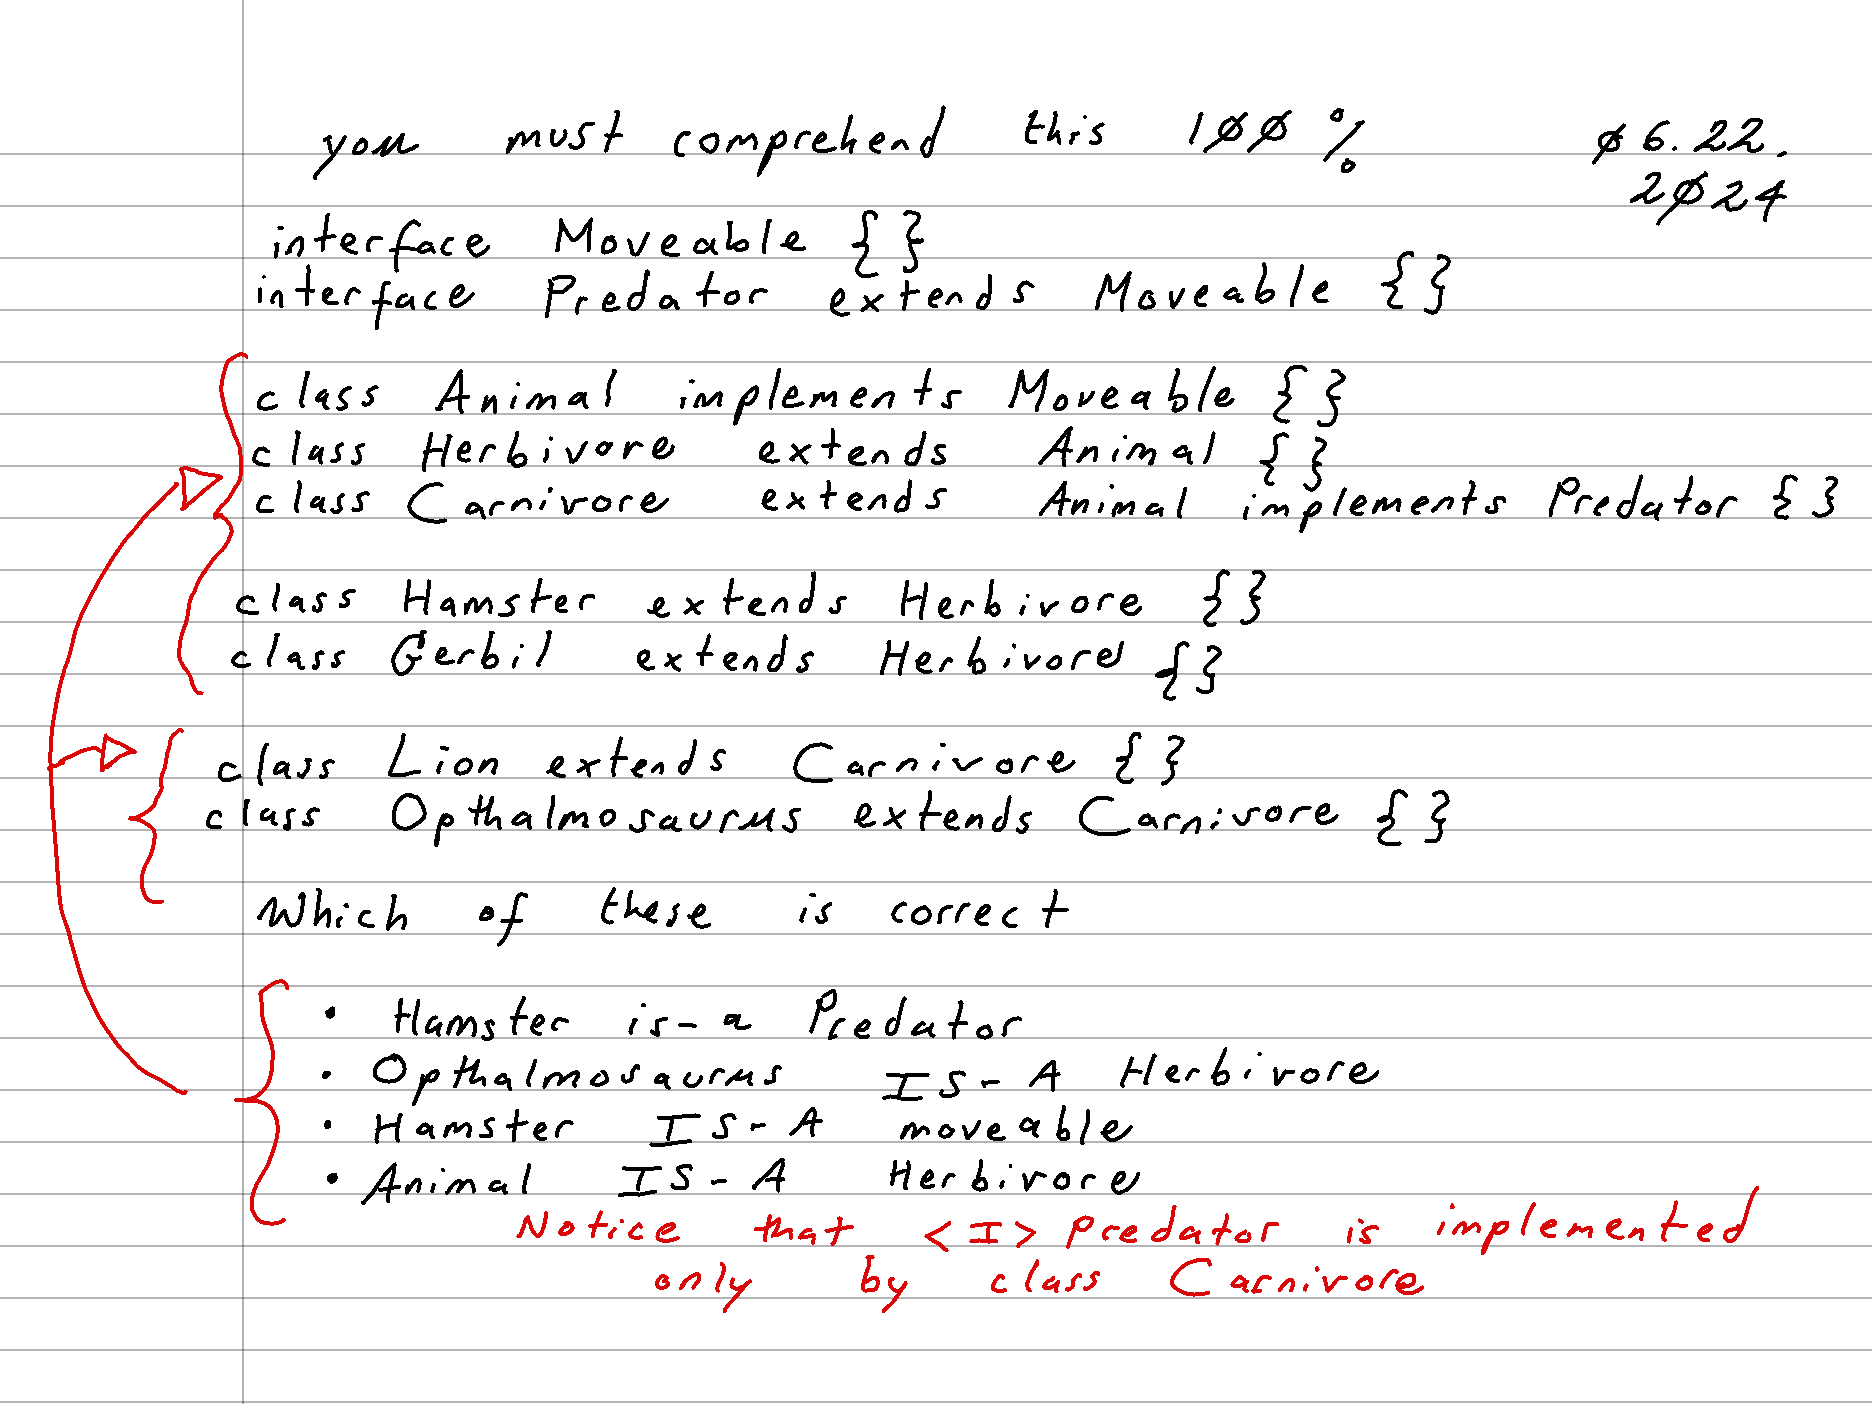 you must comprehend this 100 % 06.22.
2024
interface Moveable { }
interface Predator extends Moveable { }
class Animal implements Moveable { }
class Herbivore extends Animal { }
class Carnivore extends Animal implements Predator { }
class Hamster extends Herbivore { }
class Gerbil extends Herbivore { }
class Lion extends Carnivore { }
class Opthalmosaurus extends Carnivore { }
Which of these is correct
• Hamster is-a Predator
• Opthalmosaurus IS-A Herbivore
• Hamster IS-A moveable
• Animal IS-A Herbivore
Notice that <I> Predator is implemented
only by class Carnivore